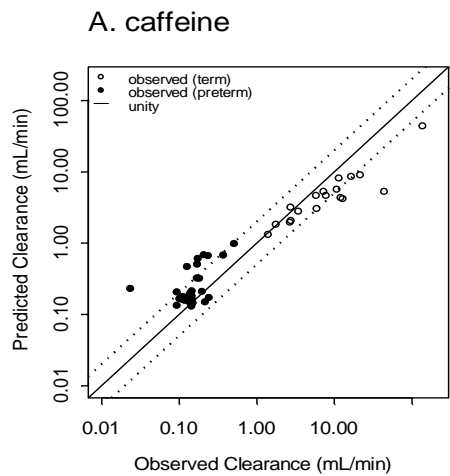 A. caffeine
observed (term)
observed (preterm)
unity
Predicted Clearance (mL/min)
100.00
10.00
1.00
0.10
0.01
0.01 0.10 1.00 10.00
Observed Clearance (mL/min)